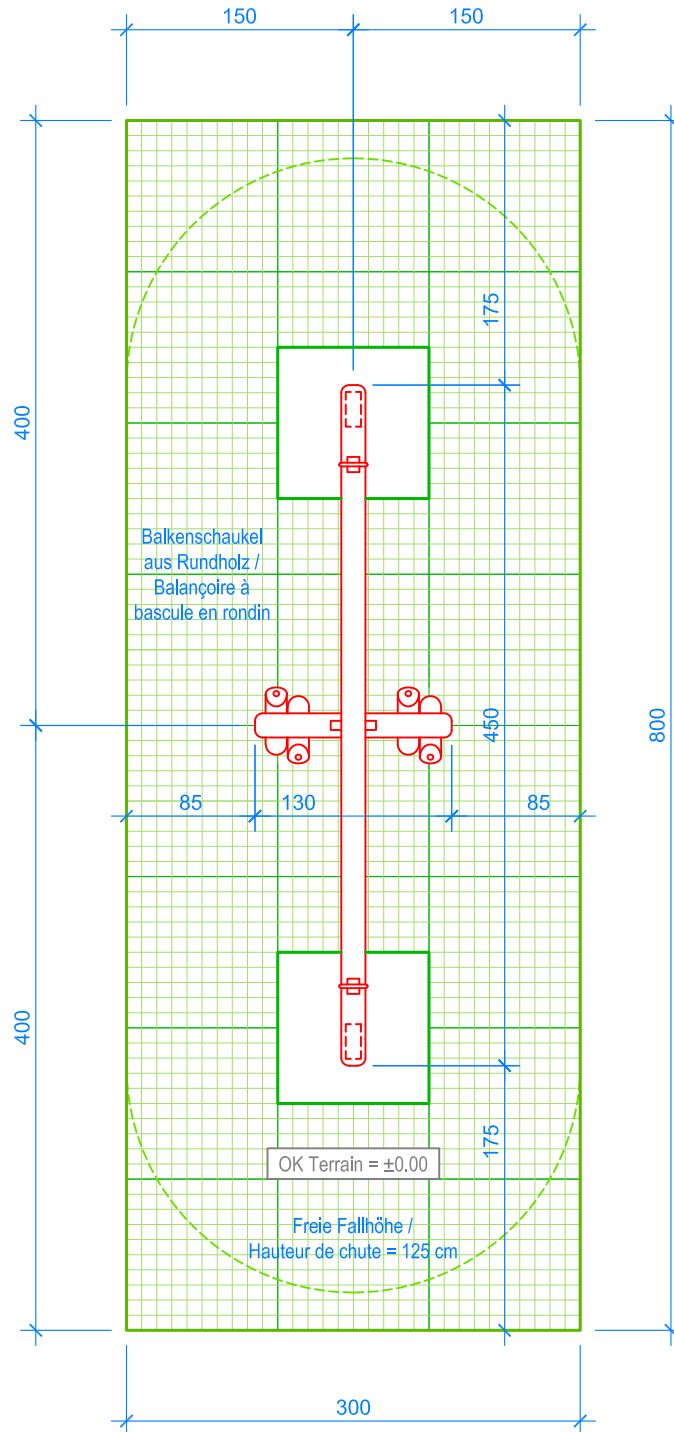 150
150
175
400
Balkenschaukel
aus Rundholz /
Balançoire à
bascule en rondin
450
800
85
130
85
400
175
OK Terrain = ±0.00
Freie Fallhöhe /
Hauteur de chute = 125 cm
300